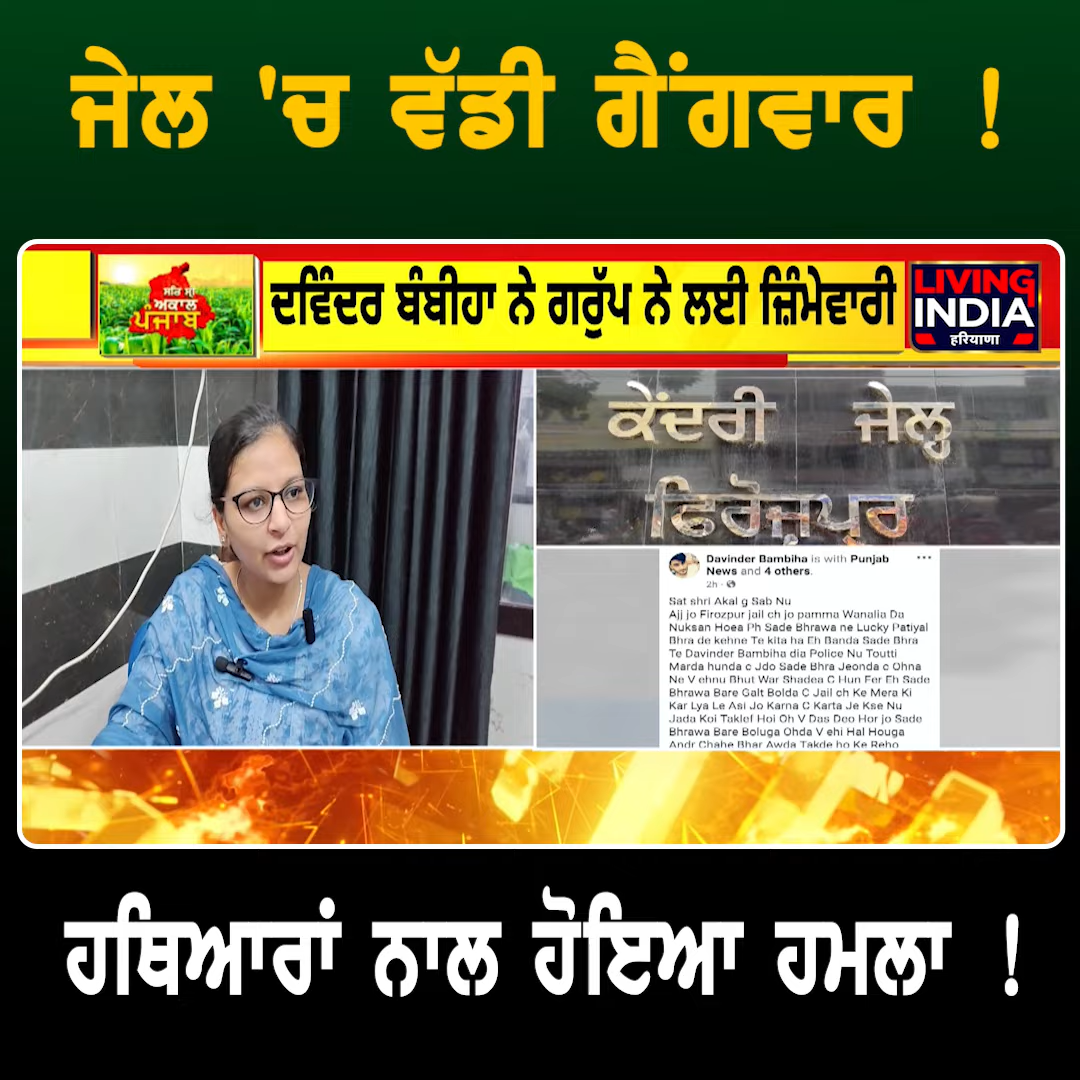 ਜੇਲ 'ਚ ਵੱਡੀ ਗੈਂਗਵਾਰ !
ਸਤਿ ਸ੍ਰੀ
ਅਕਾਲ
ਪੰਜਾਬ
ਦਵਿੰਦਰ ਬੰਬੀਹਾ ਨੇ ਗਰੁੱਪ ਨੇ ਲਈ ਜ਼ਿੰਮੇਵਾਰੀ
LIVING
INDIA
हरियाणा
ਕੇਂਦਰੀ ਜੇਲ੍ਹ
ਫਿਰੋਜ਼ਪੁਰ
Davinder Bambiha is with Punjab
News and 4 others.
2h
Sat shri Akal g Sab Nu
Ajj jo Firozpur jail ch jo pamma Wanalia Da
Nuksan Hoea Ph Sade Bhrawa ne Lucky Patiyal
Bhra de kehne Te kita ha Eh Banda Sade Bhra
Te Davinder Bambiha dia Police Nu Toutti
Marda hunda c Jdo Sade Bhra Jeonda c Ohna
Ne V ehnu Bhut War Shadea C Hun Fer Eh Sade
Bhrawa Bare Galt Bolda C Jail ch Ke Mera Ki
Kar Lya Le Asi Jo Karna C Karta Je Kse Nu
Jada Koi Taklef Hoi Oh V Das Deo Hor jo Sade
Bhrawa Bare Boluga Ohda V ehi Hal Houga
Andr Chahe Bhar Awda Takde ho Ke Reho
ਹਥਿਆਰਾਂ ਨਾਲ ਹੋਇਆ ਹਮਲਾ !